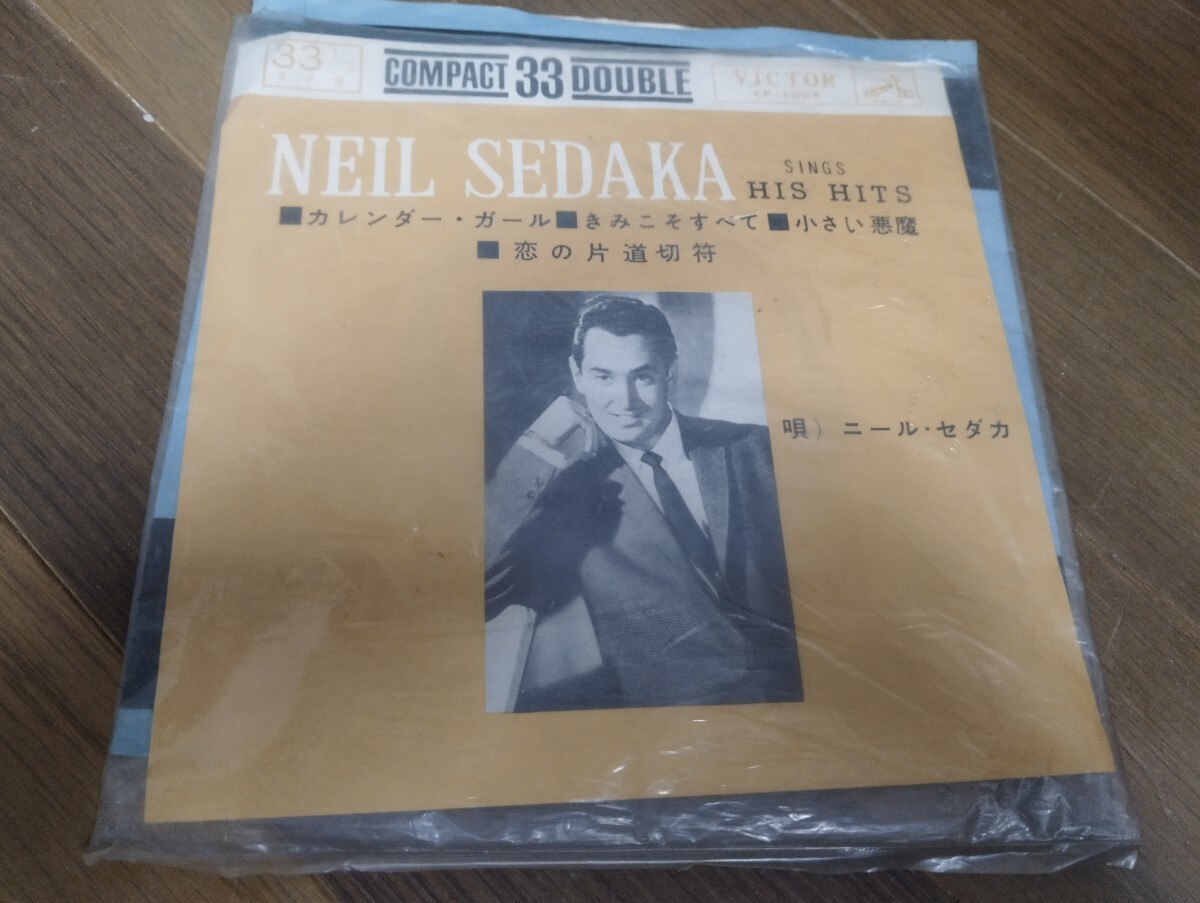 33 1/3
COMPACT 33 DOUBLE
VICTOR
NEIL SEDAKA SINGS HIS HITS
■カレンダー・ガール■きみこそすべて■小さい悪魔
■恋の片道切符
唄）ニール・セダカ